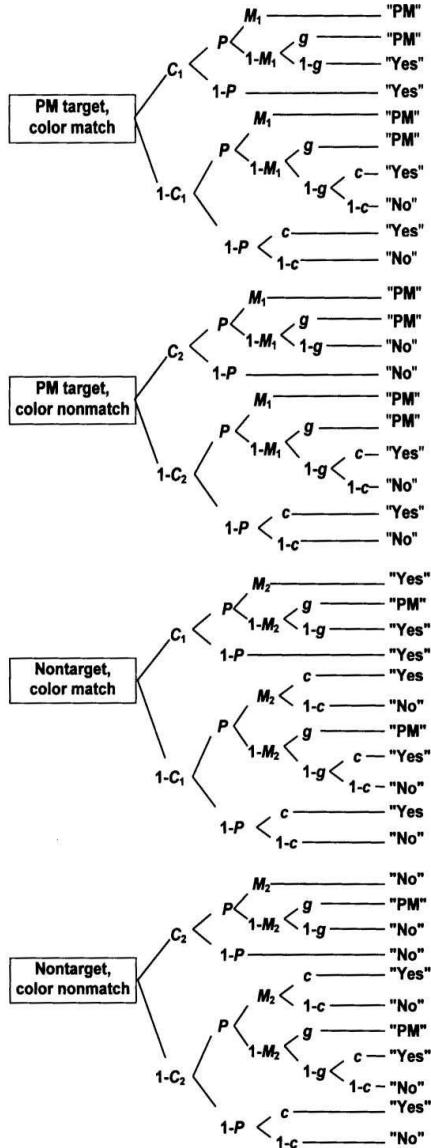 M₁ "PM"
P g "PM"
C₁ 1-M₁ 1-g "Yes"
1-P "Yes"
PM target,
color match
M₁ "PM"
P g "PM"
1-M₁ c "Yes"
1-C₁ 1-g
1-c "No"
c "Yes"
1-P 1-c "No"
M₁ "PM"
P g "PM"
C₂ 1-M₁ 1-g "No"
1-P "No"
PM target,
color nonmatch
M₁ "PM"
P g "PM"
1-M₁ c "Yes"
1-C₂ 1-g
1-c "No"
c "Yes"
1-P 1-c "No"
M₂ "Yes"
P g "PM"
C₁ 1-M₂ 1-g "Yes"
1-P "Yes"
Nontarget,
color match
c "Yes
M₂ 1-c "No"
P g "PM"
1-M₂ c "Yes"
1-C₁ 1-g
1-c "No"
c "Yes
1-P 1-c "No"
M₂ "No"
P g "PM"
C₂ 1-M₂ 1-g "No"
1-P "No"
Nontarget,
color nonmatch
c "Yes"
M₂ 1-c "No"
P g "PM"
1-M₂ c "Yes"
1-C₂ 1-g
1-c "No"
c "Yes"
1-P 1-c "No"